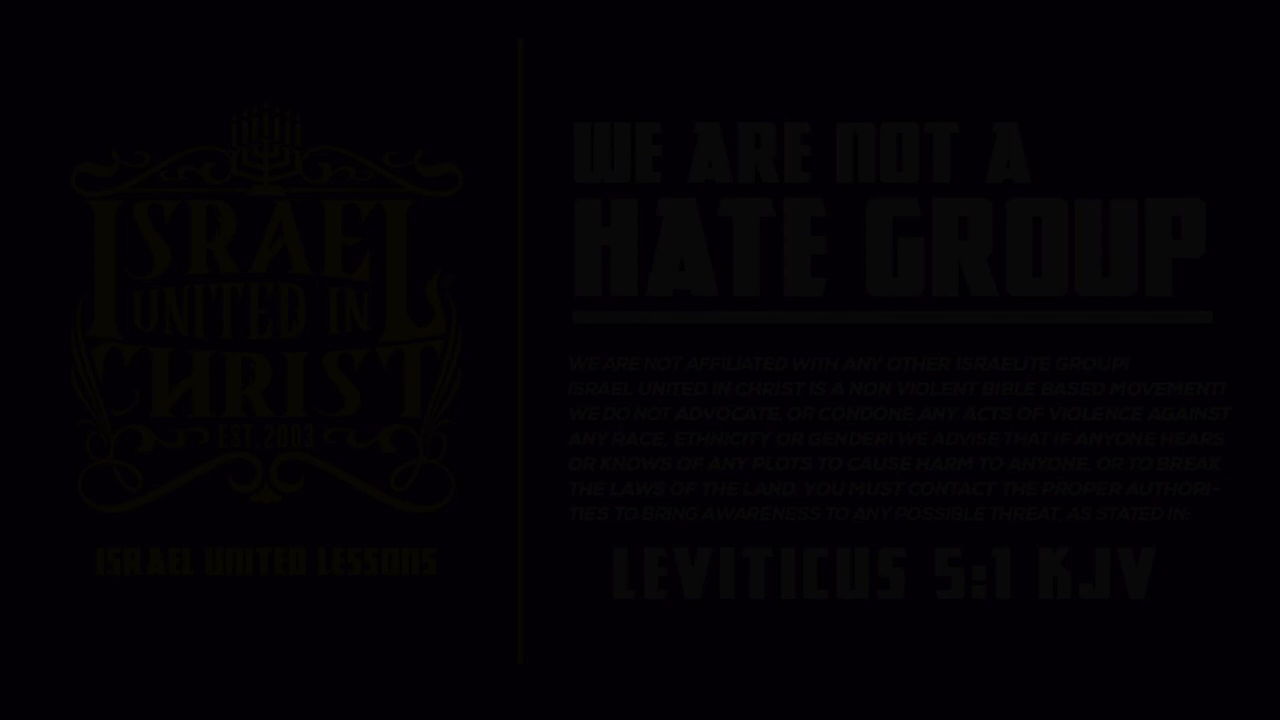 ISRAEL
UNITED IN
CHRIST
EST. 2003
ISRAEL UNITED LESSONS
WE ARE NOT A
HATE GROUP
WE ARE NOT AFFILIATED WITH ANY OTHER ISRAELITE GROUP!
ISRAEL UNITED IN CHRIST IS A NON VIOLENT BIBLE BASED MOVEMENT!
WE DO NOT ADVOCATE, OR CONDONE, ANY ACTS OF VIOLENCE AGAINST
ANY RACE, ETHNICITY OR GENDER! WE ADVISE THAT IF ANYONE HEARS
OR KNOWS OF ANY PLOTS TO CAUSE HARM TO ANYONE, OR TO BREAK
THE LAWS OF THE LAND, YOU MUST CONTACT THE PROPER AUTHORI-
TIES TO BRING AWARENESS TO ANY POSSIBLE THREAT, AS STATED IN:
LEVITICUS 5:1 KJV